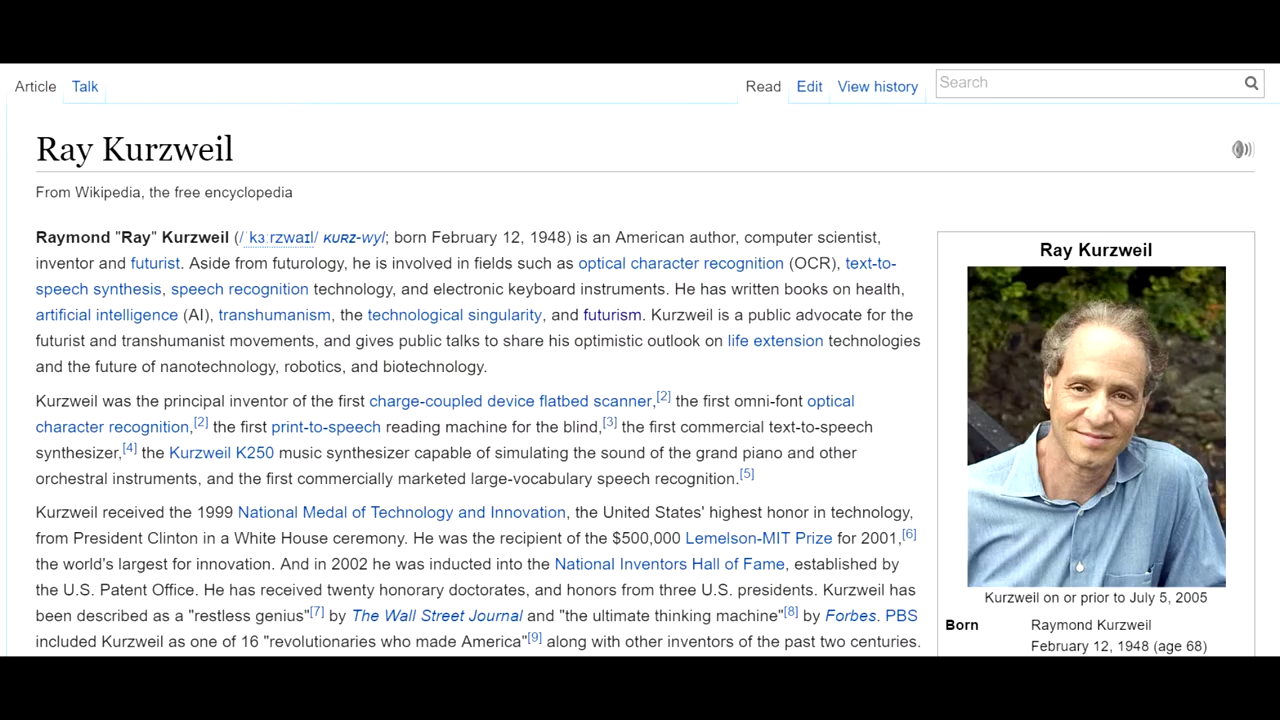 Article Talk Read Edit View history Search
Ray Kurzweil
From Wikipedia, the free encyclopedia
Raymond "Ray" Kurzweil (/ˈkɜːrzwaɪl/ KURZ-wyl; born February 12, 1948) is an American author, computer scientist,
inventor and futurist. Aside from futurology, he is involved in fields such as optical character recognition (OCR), text-to-
speech synthesis, speech recognition technology, and electronic keyboard instruments. He has written books on health,
artificial intelligence (AI), transhumanism, the technological singularity, and futurism. Kurzweil is a public advocate for the
futurist and transhumanist movements, and gives public talks to share his optimistic outlook on life extension technologies
and the future of nanotechnology, robotics, and biotechnology.
Kurzweil was the principal inventor of the first charge-coupled device flatbed scanner,[2] the first omni-font optical
character recognition,[2] the first print-to-speech reading machine for the blind,[3] the first commercial text-to-speech
synthesizer,[4] the Kurzweil K250 music synthesizer capable of simulating the sound of the grand piano and other
orchestral instruments, and the first commercially marketed large-vocabulary speech recognition.[5]
Kurzweil received the 1999 National Medal of Technology and Innovation, the United States' highest honor in technology,
from President Clinton in a White House ceremony. He was the recipient of the $500,000 Lemelson-MIT Prize for 2001,[6]
the world's largest for innovation. And in 2002 he was inducted into the National Inventors Hall of Fame, established by
the U.S. Patent Office. He has received twenty honorary doctorates, and honors from three U.S. presidents. Kurzweil has
been described as a "restless genius"[7] by The Wall Street Journal and "the ultimate thinking machine"[8] by Forbes. PBS
included Kurzweil as one of 16 "revolutionaries who made America"[9] along with other inventors of the past two centuries.
Ray Kurzweil
Kurzweil on or prior to July 5, 2005
Born Raymond Kurzweil
February 12, 1948 (age 68)